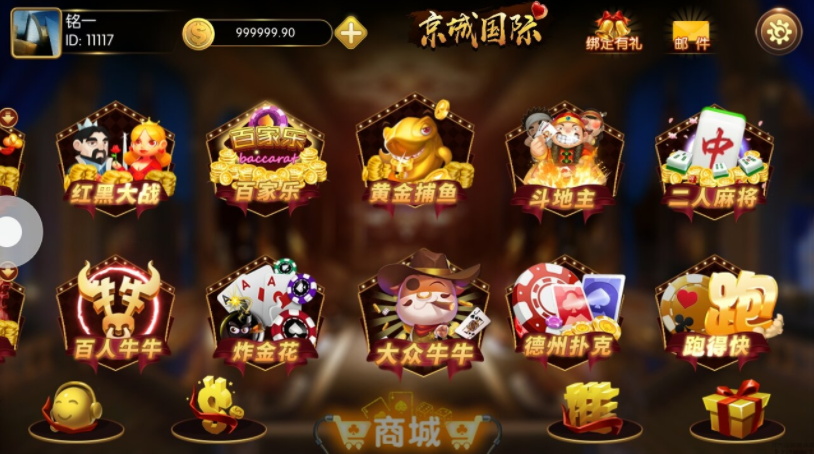 铭一
ID: 11117
999999.90
京城国际
绑定有礼
邮件
红黑大战
百家乐
baccarat
百家乐
黄金捕鱼
斗地主
中
二人麻将
牛牛
百人牛牛
A
A
炸金花
大众牛牛
德州扑克
跑
跑得快
$
商城
推